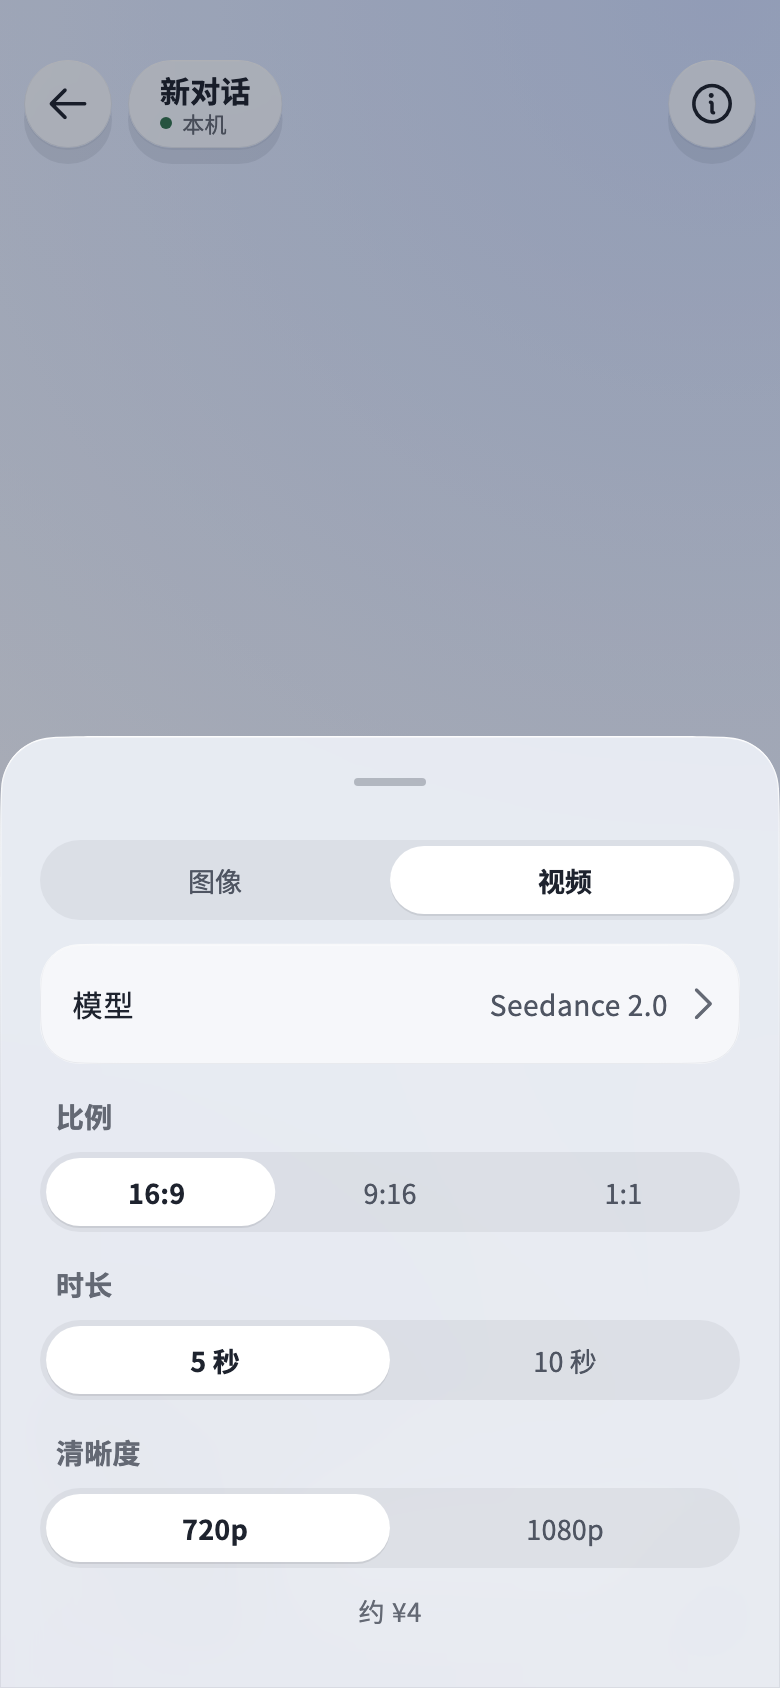 新对话
本机
图像 视频
模型 Seedance 2.0
比例
16:9 9:16 1:1
时长
5 秒 10 秒
清晰度
720p 1080p
约 ¥4